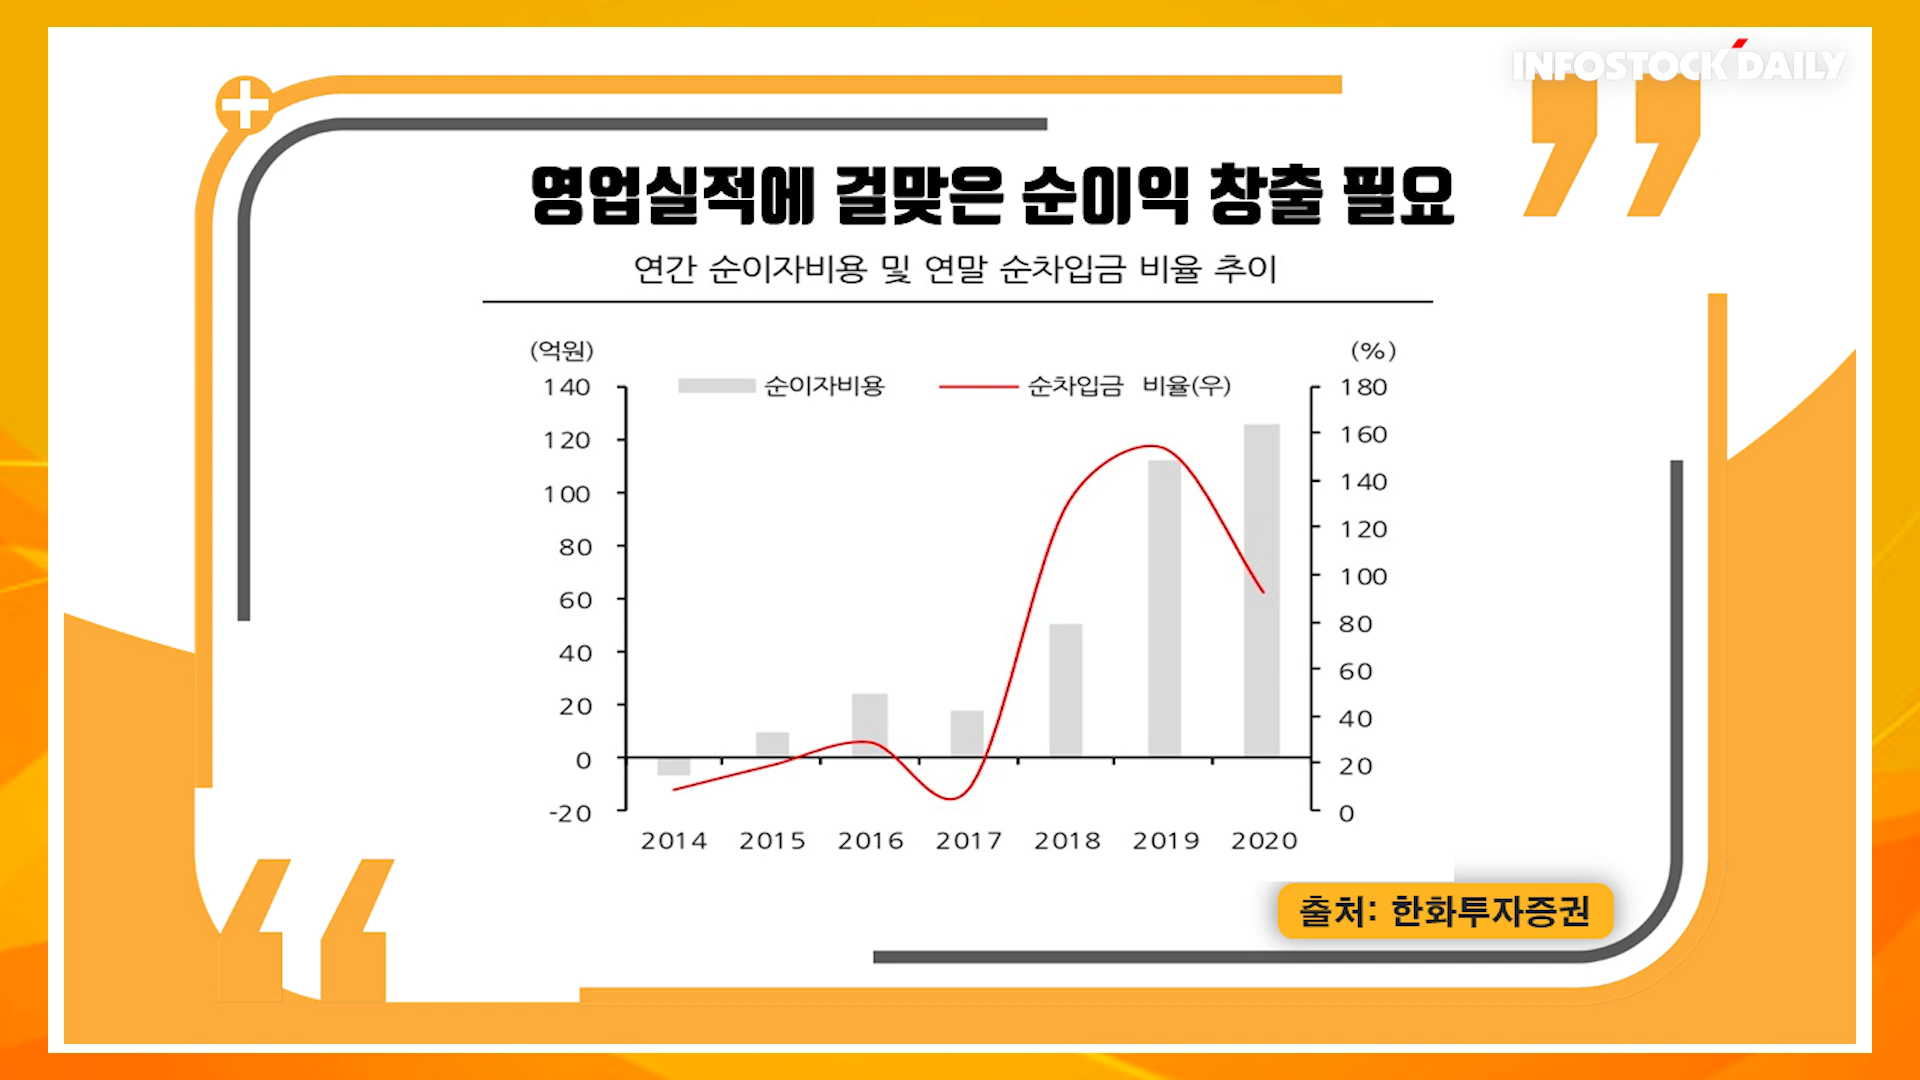 INFOSTOCK DAILY
영업실적에 걸맞은 순이익 창출 필요
연간 순이자비용 및 연말 순차입금 비율 추이
(억원)
(%)
순이자비용
순차입금 비율(우)
140
120
100
80
60
40
20
0
-20
180
160
140
120
100
80
60
40
20
0
2014 2015 2016 2017 2018 2019 2020
출처: 한화투자증권